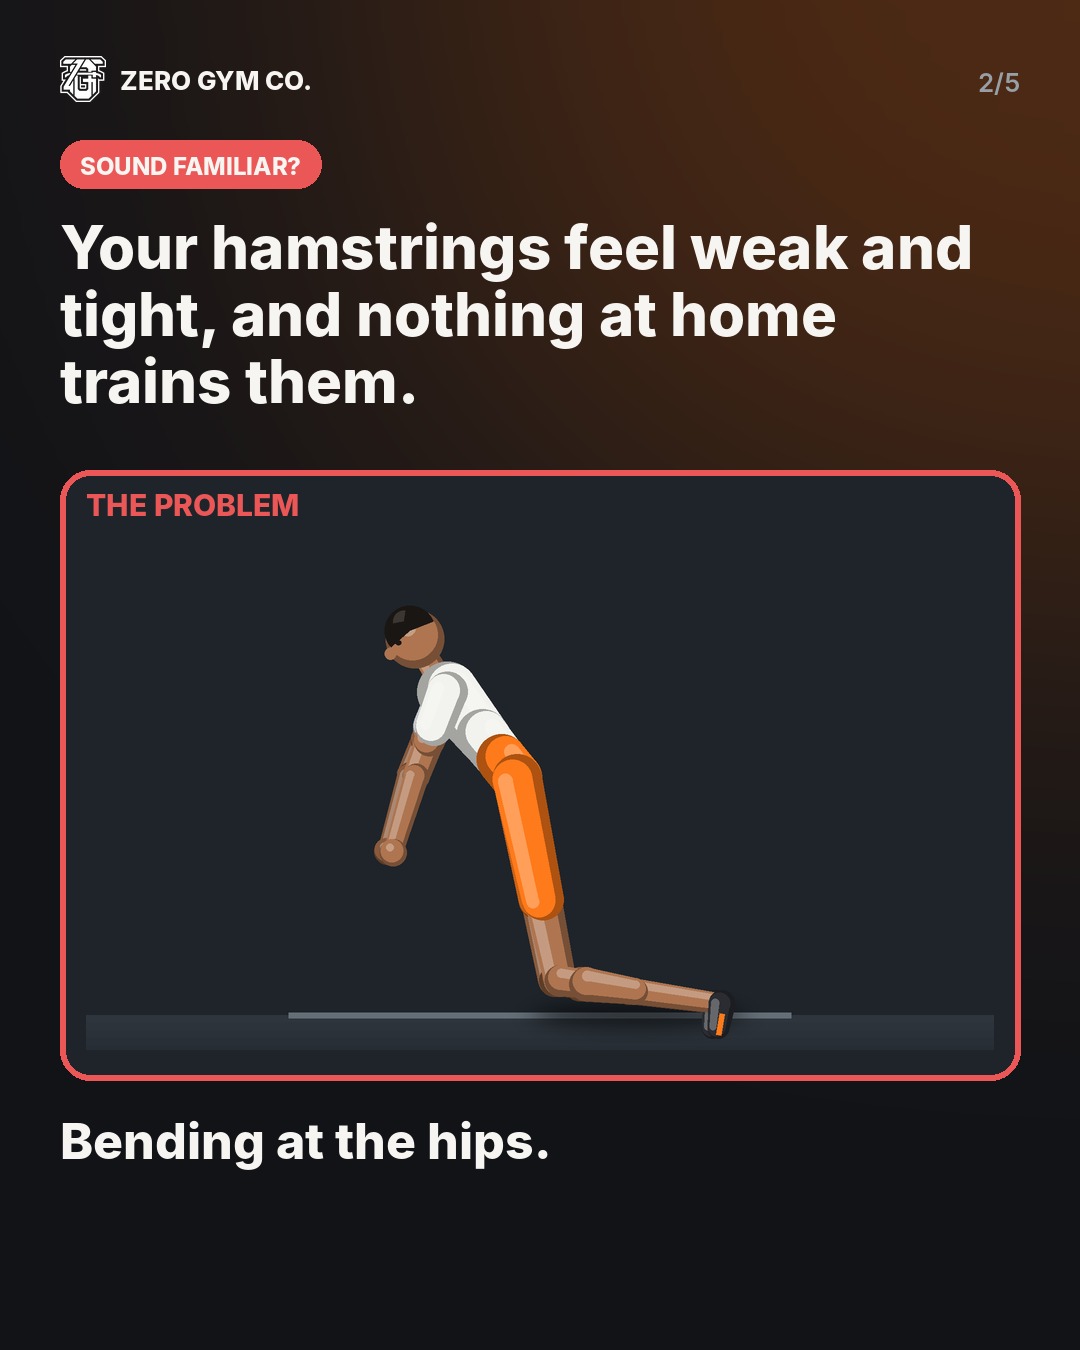 ZERO GYM CO.
2/5
SOUND FAMILIAR?
Your hamstrings feel weak and
tight, and nothing at home
trains them.
THE PROBLEM
Bending at the hips.